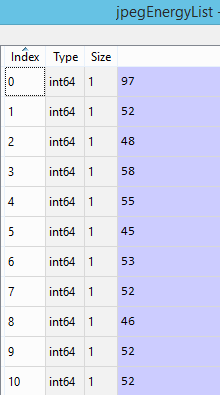 jpegEnergyList -
Index Type Size
0 int64 1 97
1 int64 1 52
2 int64 1 48
3 int64 1 58
4 int64 1 55
5 int64 1 45
6 int64 1 53
7 int64 1 52
8 int64 1 46
9 int64 1 52
10 int64 1 52